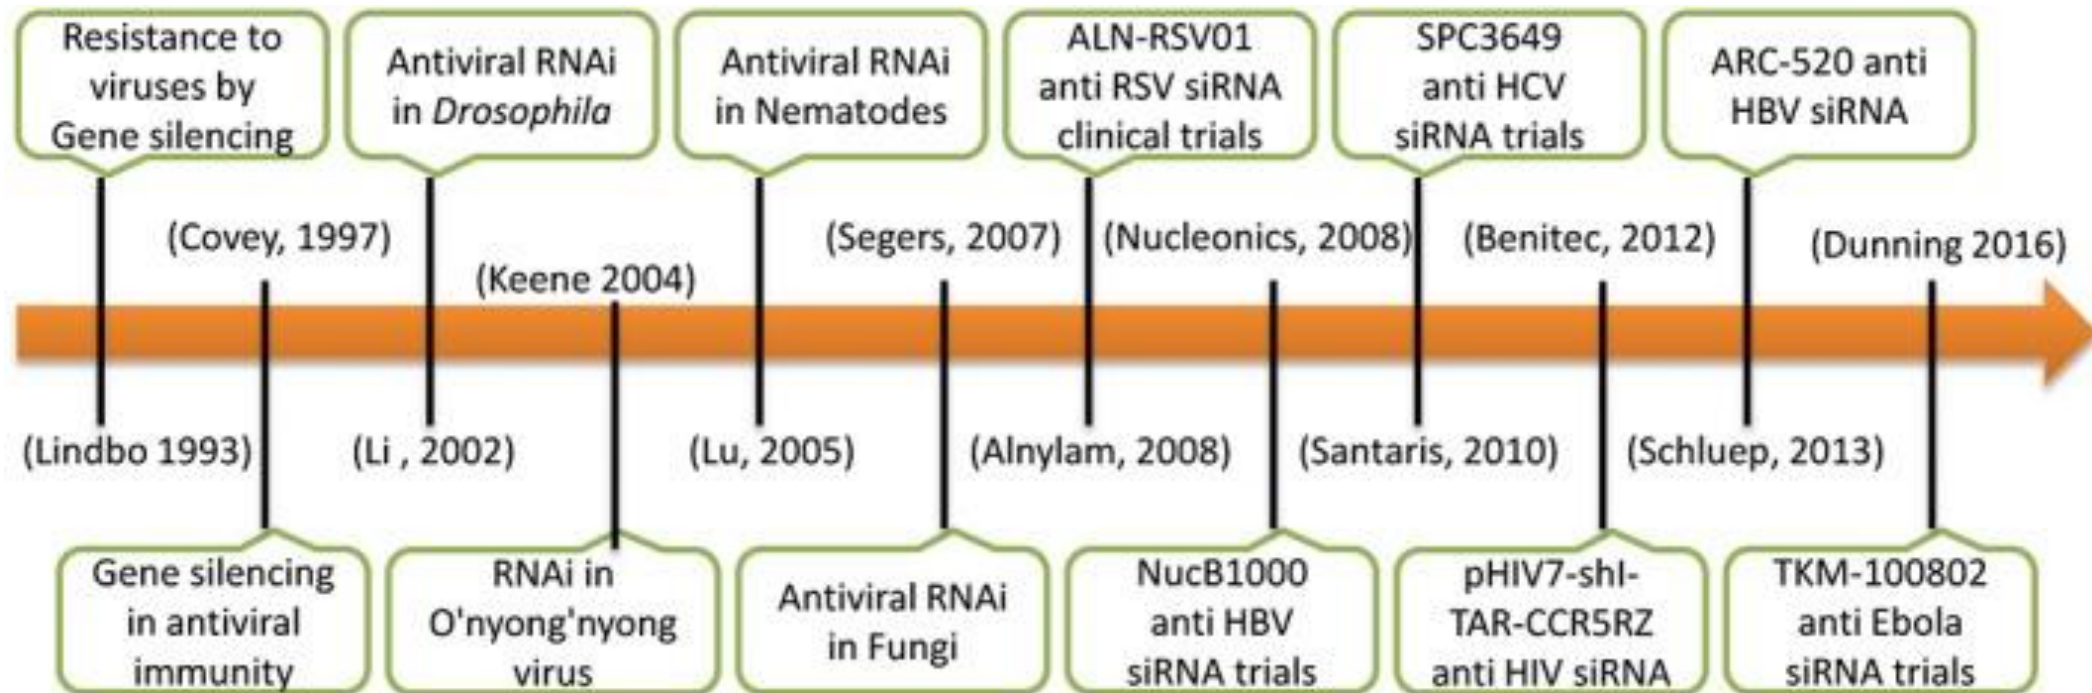 Resistance to
viruses by
Gene silencing
Antiviral RNAi
in Drosophila
Antiviral RNAi
in Nematodes
ALN-RSV01
anti RSV siRNA
clinical trials
SPC3649
anti HCV
siRNA trials
ARC-520 anti
HBV siRNA
(Covey, 1997)
(Keene 2004)
(Segers, 2007)
(Nucleonics, 2008)
(Benitec, 2012)
(Dunning 2016)
(Lindbo 1993)
(Li , 2002)
(Lu, 2005)
(Alnylam, 2008)
(Santaris, 2010)
(Schluep, 2013)
Gene silencing
in antiviral
immunity
RNAi in
O'nyong'nyong
virus
Antiviral RNAi
in Fungi
NucB1000
anti HBV
siRNA trials
pHIV7-shI-
TAR-CCR5RZ
anti HIV siRNA
TKM-100802
anti Ebola
siRNA trials